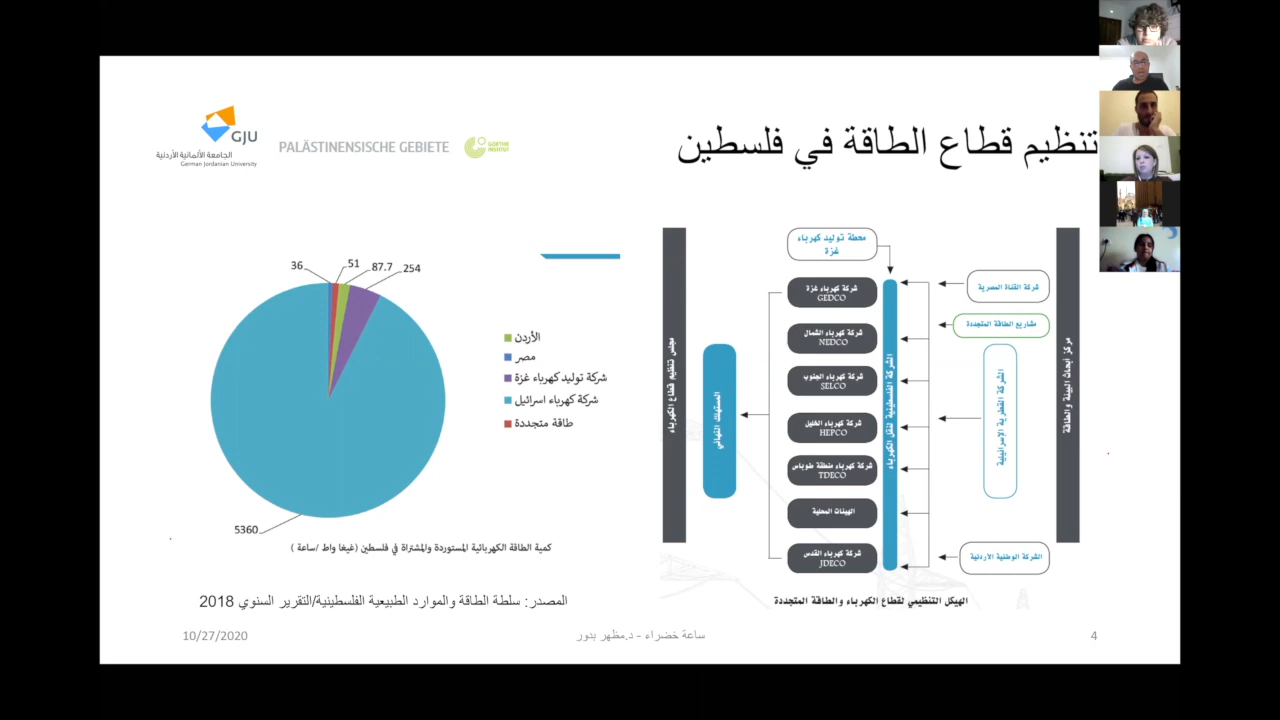 GJU
الجامعة الألمانية الأردنية
German Jordanian University
PALÄSTINENSISCHE GEBIETE
GOETHE
INSTITUT
تنظيم قطاع الطاقة في فلسطين
36
51
87.7
254
5360
الأردن
مصر
شركة توليد كهرباء غزة
شركة كهرباء اسرائيل
طاقة متجددة
كمية الطاقة الكهربائية المستوردة والمشتراة في فلسطين (غيغا واط /ساعة )
المصدر: سلطة الطاقة والموارد الطبيعية الفلسطينية/التقرير السنوي 2018
محطة توليد كهرباء
غزة
شركة كهرباء غزة
GEDCO
شركة كهرباء الشمال
NEDCO
شركة كهرباء الجنوب
SELCO
شركة كهرباء الخليل
HEPCO
شركة كهرباء منطقة طوباس
TDECO
الهيئات المحلية
شركة كهرباء القدس
JDECO
مركز أبحاث البيئة والطاقة
شركة القناة المصرية
مشاريع الطاقة المتجددة
الشركة القطرية الإسرائيلية
الشركة الوطنية الأردنية
الشركة الفلسطينية لنقل الكهرباء
المستهلك النهائي
مجلس تنظيم قطاع الكهرباء
الهيكل التنظيمي لقطاع الكهرباء والطاقة المتجددة
10/27/2020
ساعة خضراء - د.مظهر بدور
4